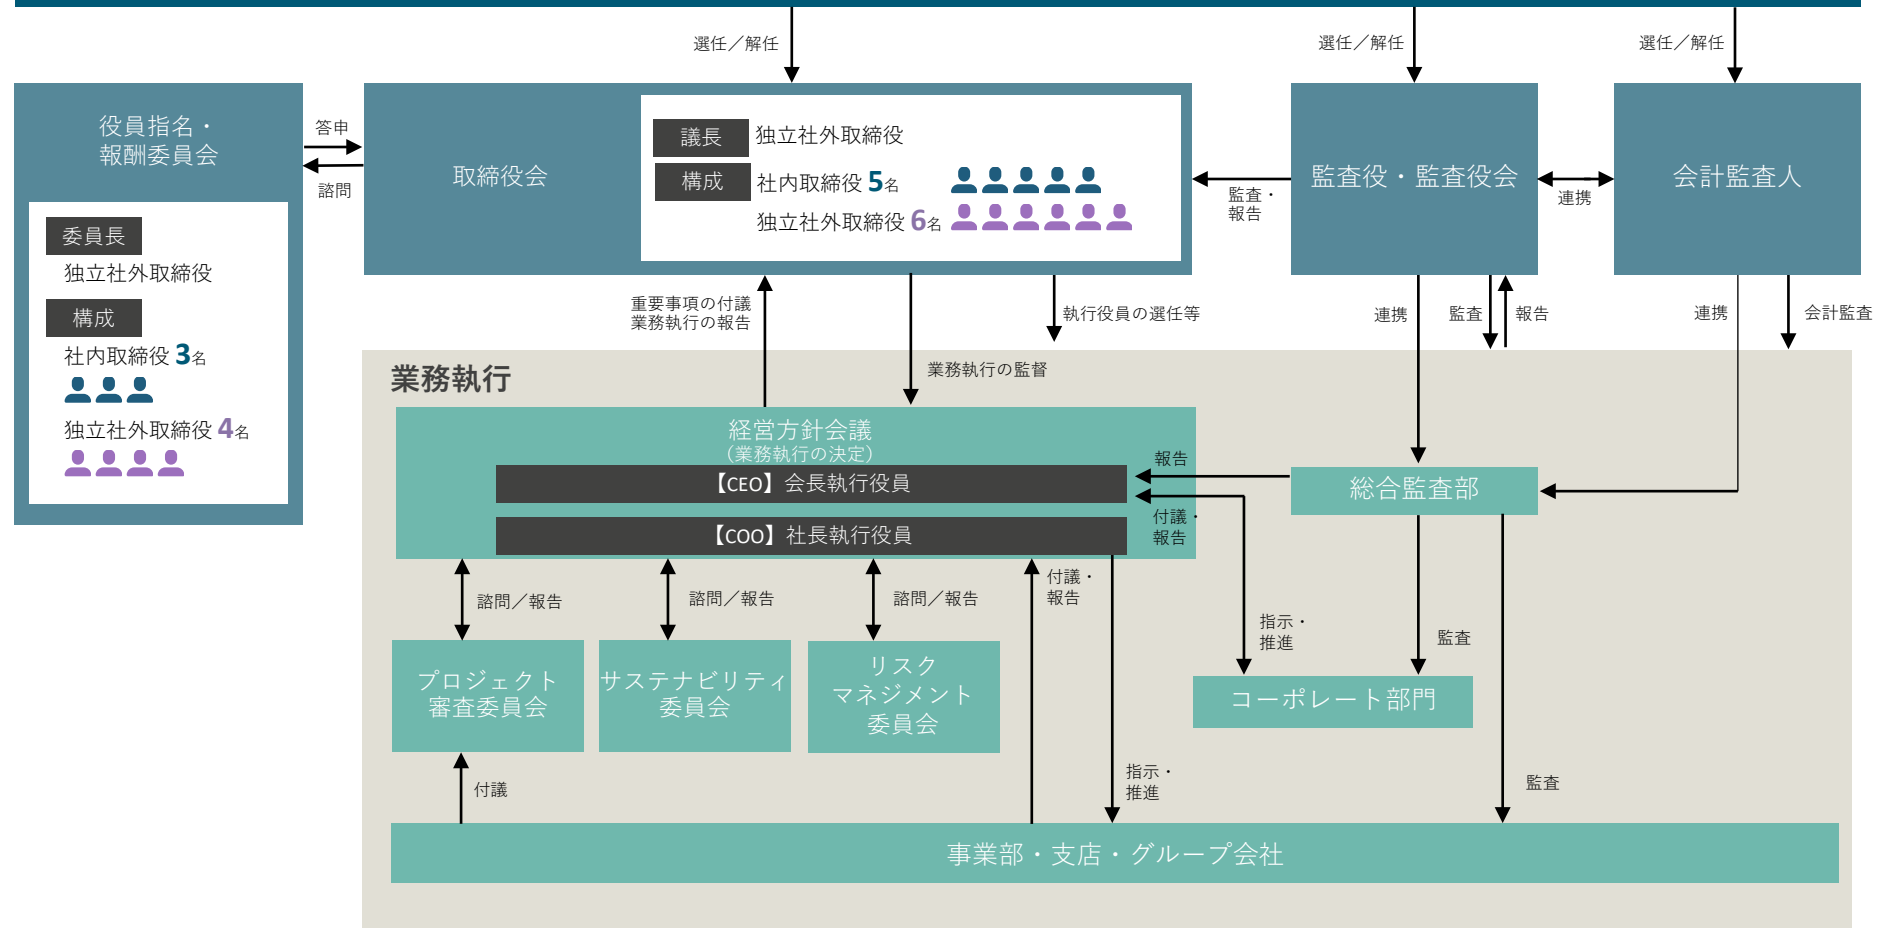 選任／解任
選任／解任
選任／解任
役員指名・
報酬委員会
委員長
独立社外取締役
構成
社内取締役 3名
独立社外取締役 4名
答申
諮問
取締役会
議長
独立社外取締役
構成
社内取締役 5名
独立社外取締役 6名
監査・
報告
監査役・監査役会
連携
会計監査人
重要事項の付議
業務執行の報告
業務執行の監督
執行役員の選任等
連携
監査
報告
連携
会計監査
業務執行
経営方針会議
（業務執行の決定）
【CEO】会長執行役員
【COO】社長執行役員
報告
付議・
報告
総合監査部
諮問／報告
諮問／報告
諮問／報告
付議・
報告
指示・
推進
監査
プロジェクト
審査委員会
サステナビリティ
委員会
リスク
マネジメント
委員会
コーポレート部門
付議
指示・
推進
監査
事業部・支店・グループ会社